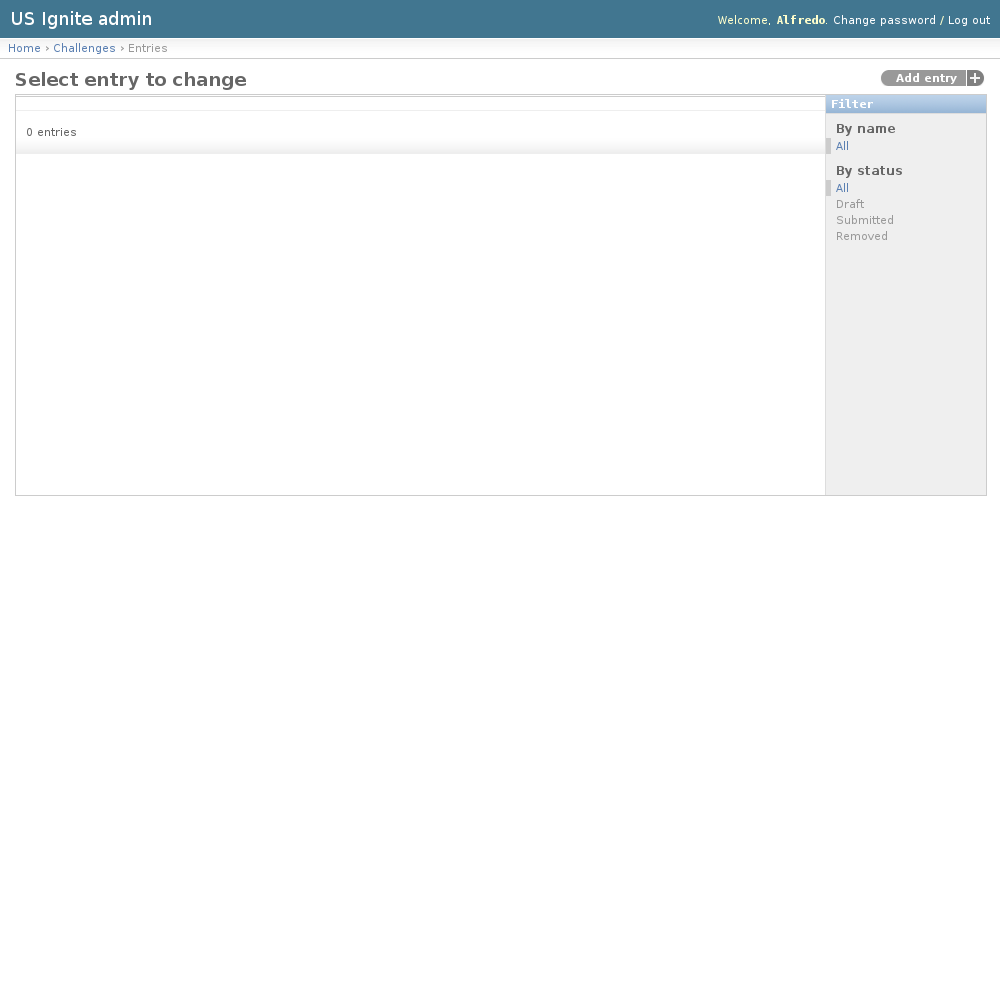 US Ignite admin
Welcome, Alfredo. Change password / Log out
Home › Challenges › Entries
Select entry to change
Add entry +
Filter
0 entries
By name
All
By status
All
Draft
Submitted
Removed